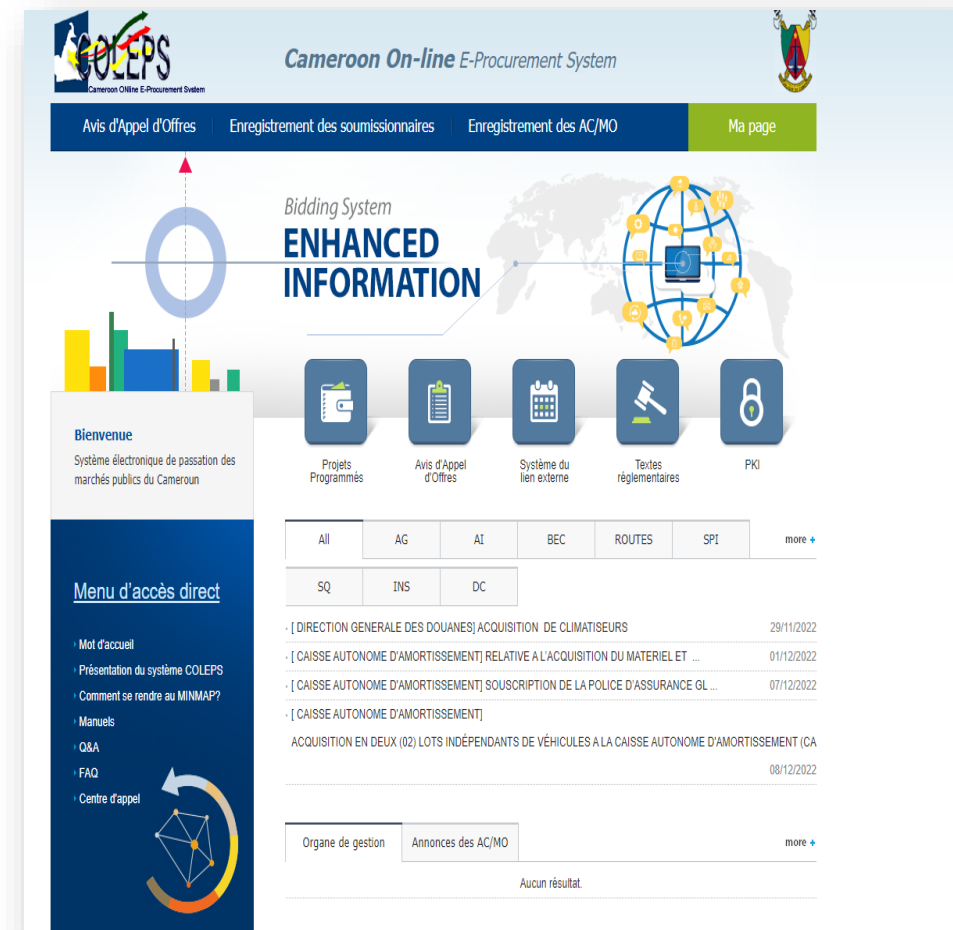 COLEPS
Cameroon ONline E-Procurement System
Cameroon On-line E-Procurement System
Avis d'Appel d'Offres
Enregistrement des soumissionnaires
Enregistrement des AC/MO
Ma page
Bidding System
ENHANCED
INFORMATION
Bienvenue
Système électronique de passation des
marchés publics du Cameroun
Projets
Programmés
Avis d'Appel
d'Offres
Système du
lien externe
Textes
réglementaires
PKI
Menu d'accès direct
Mot d'accueil
Présentation du système COLEPS
Comment se rendre au MINMAP?
Manuels
Q&A
FAQ
Centre d'appel
All AG AI BEC ROUTES SPI more +
SQ INS DC
[ DIRECTION GENERALE DES DOUANES] ACQUISITION DE CLIMATISEURS 29/11/2022
[ CAISSE AUTONOME D'AMORTISSEMENT] RELATIVE A L'ACQUISITION DU MATERIEL ET ... 01/12/2022
[ CAISSE AUTONOME D'AMORTISSEMENT] SOUSCRIPTION DE LA POLICE D'ASSURANCE GL ... 07/12/2022
[ CAISSE AUTONOME D'AMORTISSEMENT]
ACQUISITION EN DEUX (02) LOTS INDÉPENDANTS DE VÉHICULES A LA CAISSE AUTONOME D'AMORTISSEMENT (CA
08/12/2022
Organe de gestion Annonces des AC/MO more +
Aucun résultat.